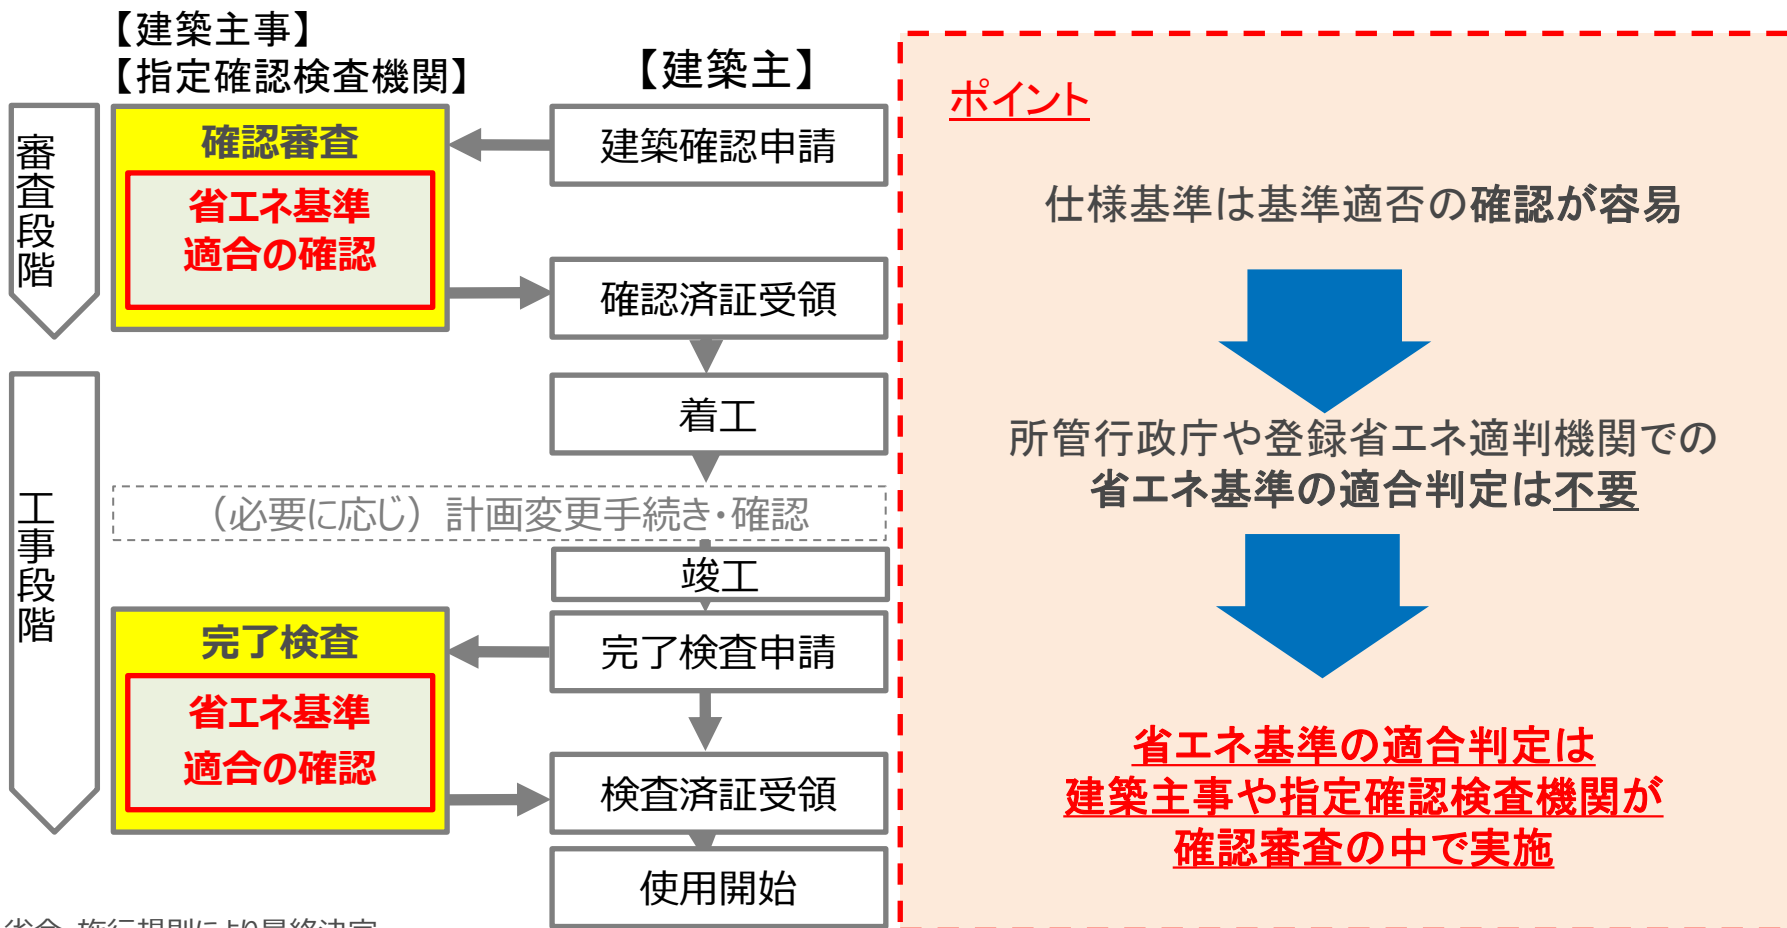 【建築主事】
【指定確認検査機関】
【建築主】
審査段階
確認審査
省エネ基準
適合の確認
建築確認申請
確認済証受領
工事段階
着工
（必要に応じ）計画変更手続き・確認
竣工
完了検査
省エネ基準
適合の確認
完了検査申請
検査済証受領
使用開始
ポイント
仕様基準は基準適否の確認が容易
所管行政庁や登録省エネ適判機関での
省エネ基準の適合判定は不要
省エネ基準の適合判定は
建築主事や指定確認検査機関が
確認審査の中で実施